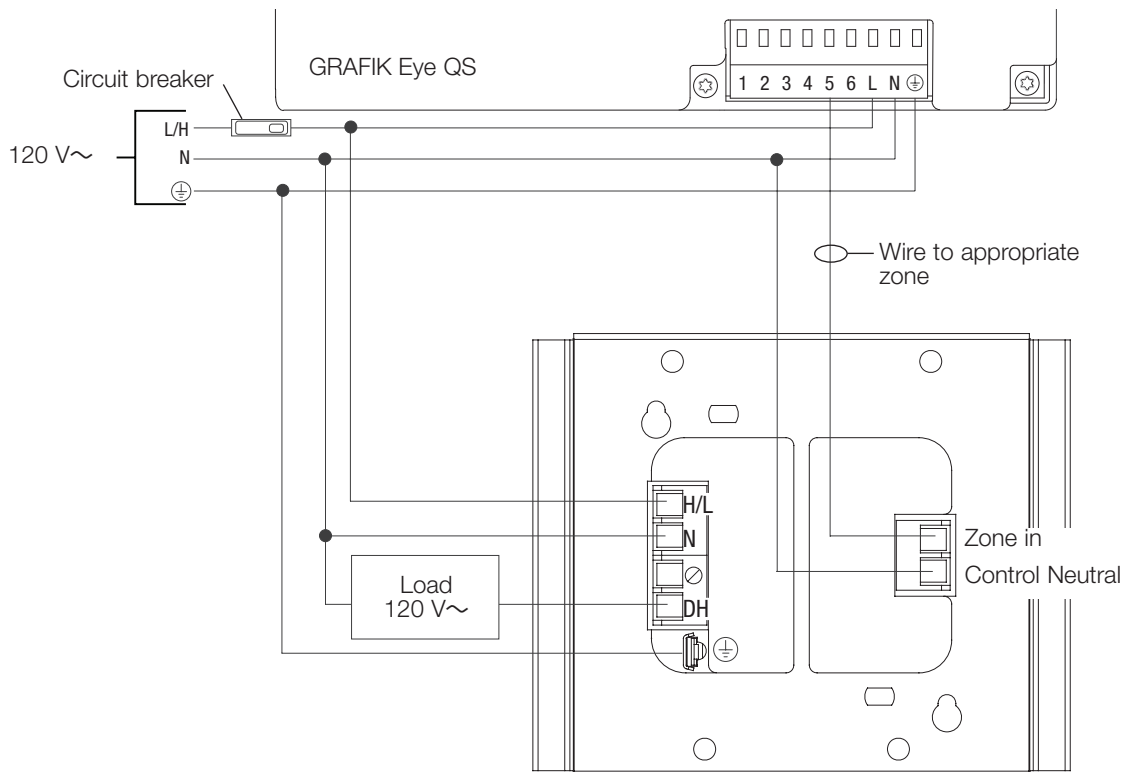 GRAFIK Eye QS
Circuit breaker
1 2 3 4 5 6 L N
L/H
120 V~
N
Wire to appropriate
zone
H/L
N
Zone in
Control Neutral
Load
120 V~
DH